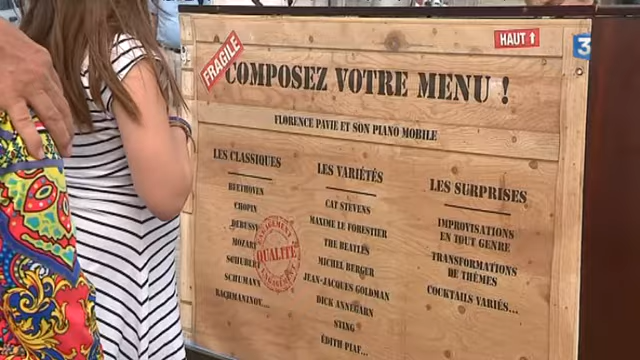 FRAGILE
HAUT
3
COMPOSEZ VOTRE MENU !
FLORENCE PAVIE ET SON PIANO MOBILE
LES CLASSIQUES
BEETHOVEN
CHOPIN
DEBUSSY
MOZART
SCHUBERT
SCHUMANN
RACHMANINOV...
QUALITÉ
LES VARIÉTÉS
CAT STEVENS
MAXIME LE FORESTIER
THE BEATLES
MICHEL BERGER
JEAN-JACQUES GOLDMAN
DICK ANNEGARN
STING
ÉDITH PIAF...
LES SURPRISES
IMPROVISATIONS
EN TOUT GENRE
TRANSFORMATIONS
DE THÈMES
COCKTAILS VARIÉS...